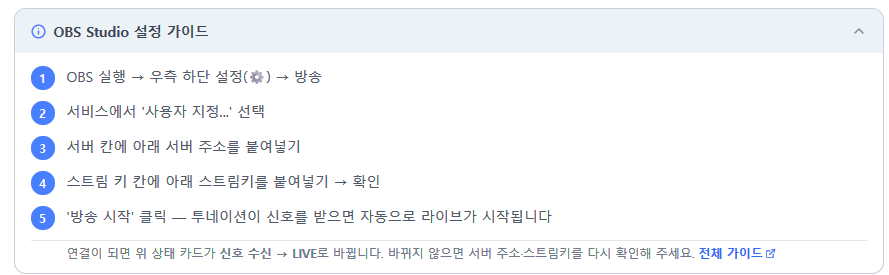 OBS Studio 설정 가이드
1 OBS 실행 → 우측 하단 설정(⚙️) → 방송
2 서비스에서 '사용자 지정...' 선택
3 서버 칸에 아래 서버 주소를 붙여넣기
4 스트림 키 칸에 아래 스트림키를 붙여넣기 → 확인
5 '방송 시작' 클릭 — 투네이션이 신호를 받으면 자동으로 라이브가 시작됩니다
연결이 되면 위 상태 카드가 신호 수신 → LIVE로 바뀝니다. 바뀌지 않으면 서버 주소·스트림키를 다시 확인해 주세요. 전체 가이드